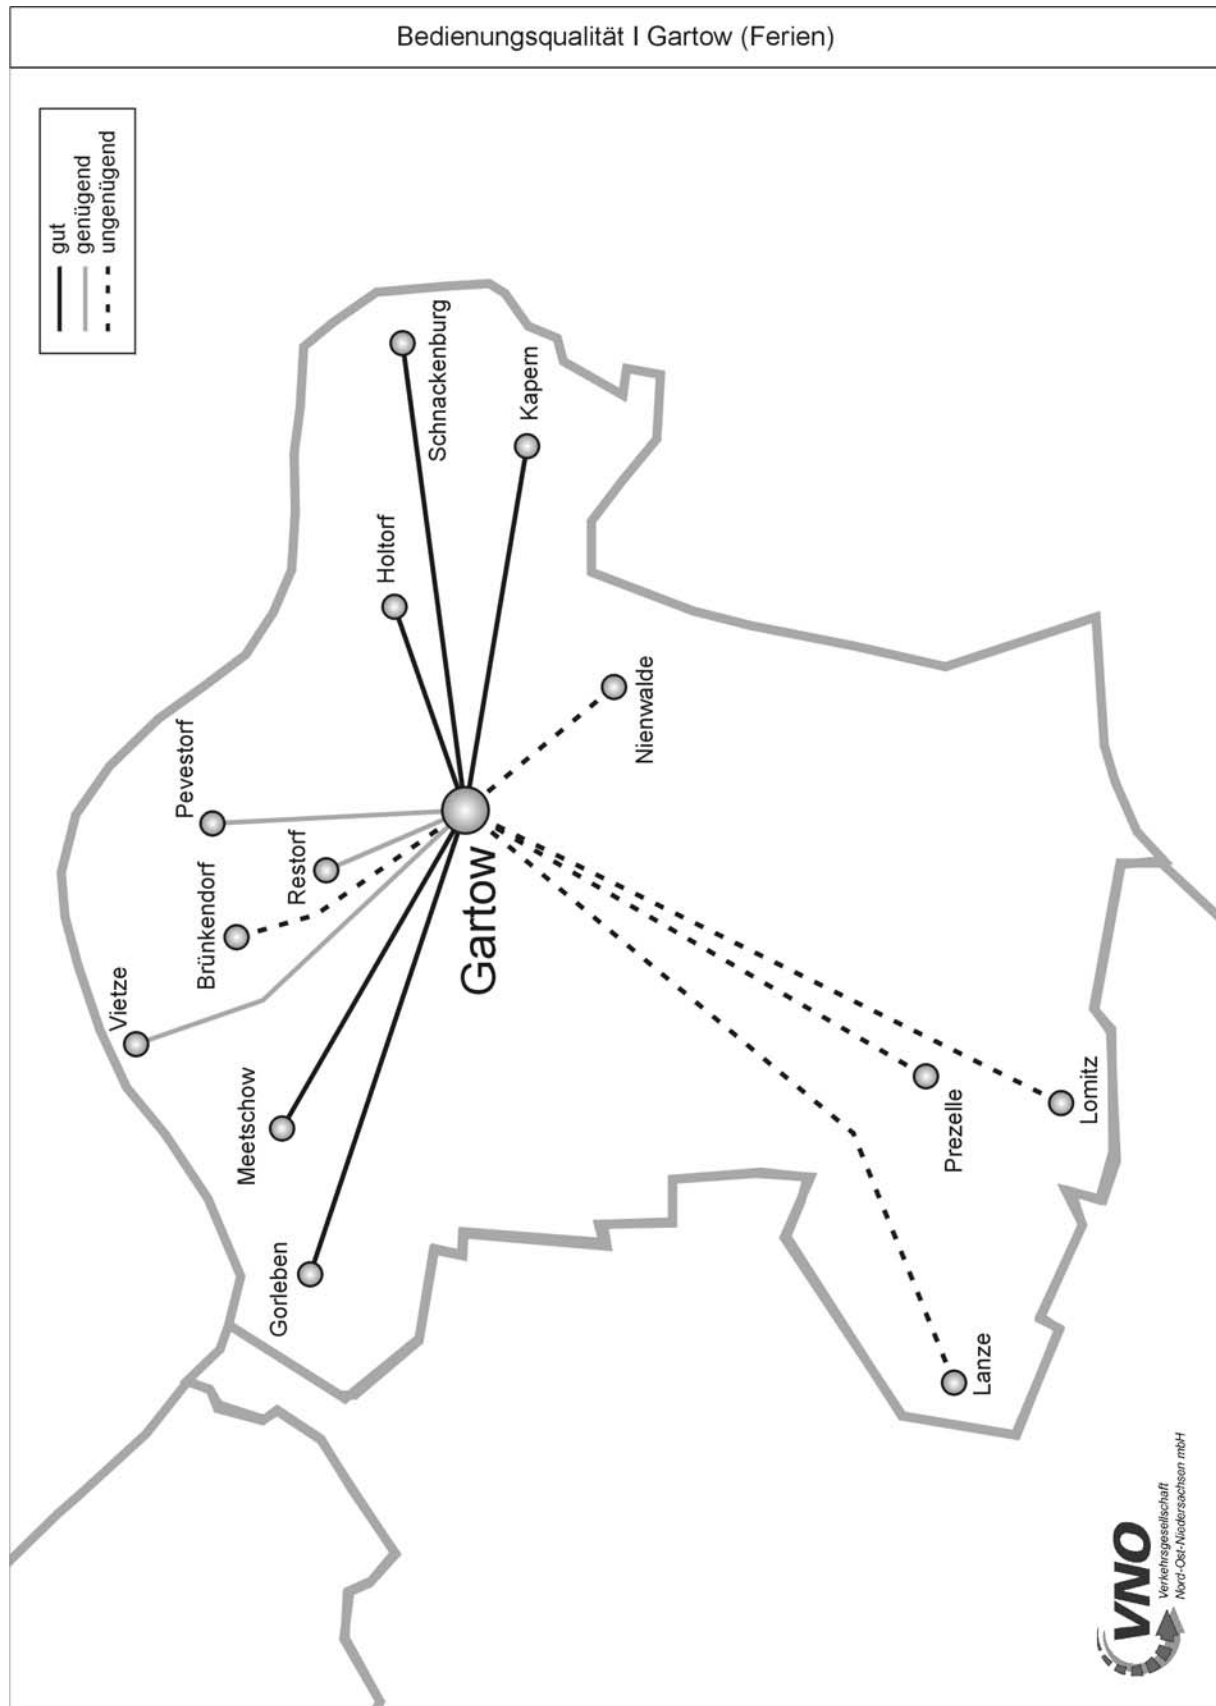 Bedienungsqualität I Gartow (Ferien)
gut
genügend
ungenügend
Schnackenburg
Kapern
Holtorf
Nienwalde
Pevestorf
Restorf
Brünkendorf
Gartow
Vietze
Meetschow
Gorleben
Prezelle
Lomitz
Lanze
VNO
Verkehrsgesellschaft
Nord-Ost-Niedersachsen mbH